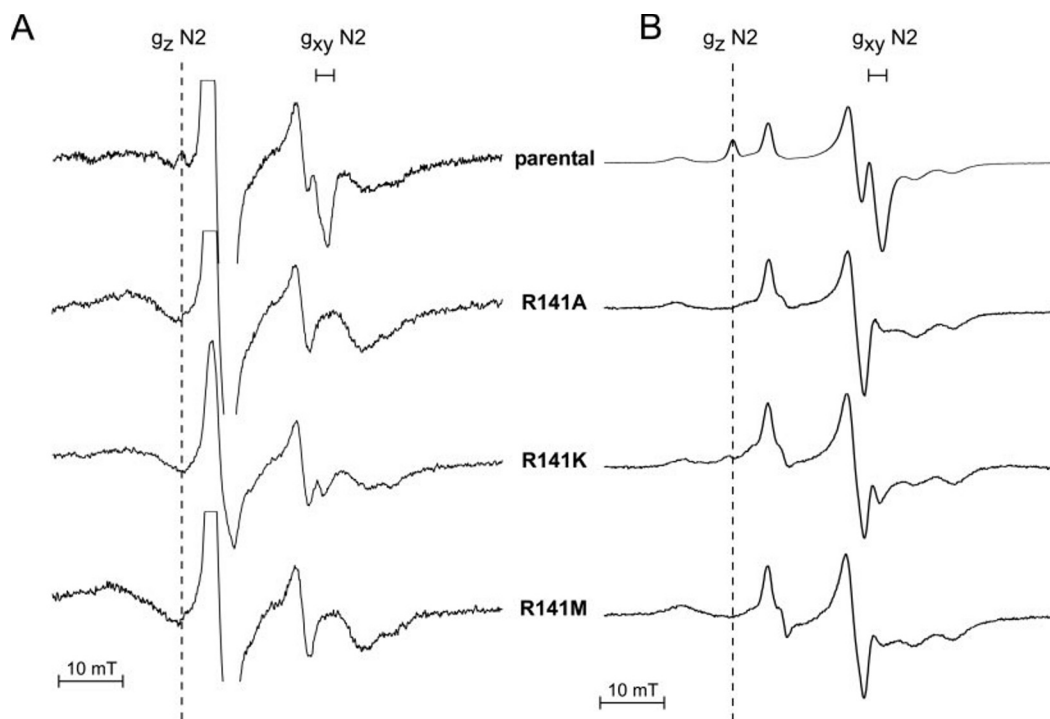 A
B
g_z N2
g_xy N2
g_z N2
g_xy N2
parental
R141A
R141K
R141M
10 mT
10 mT